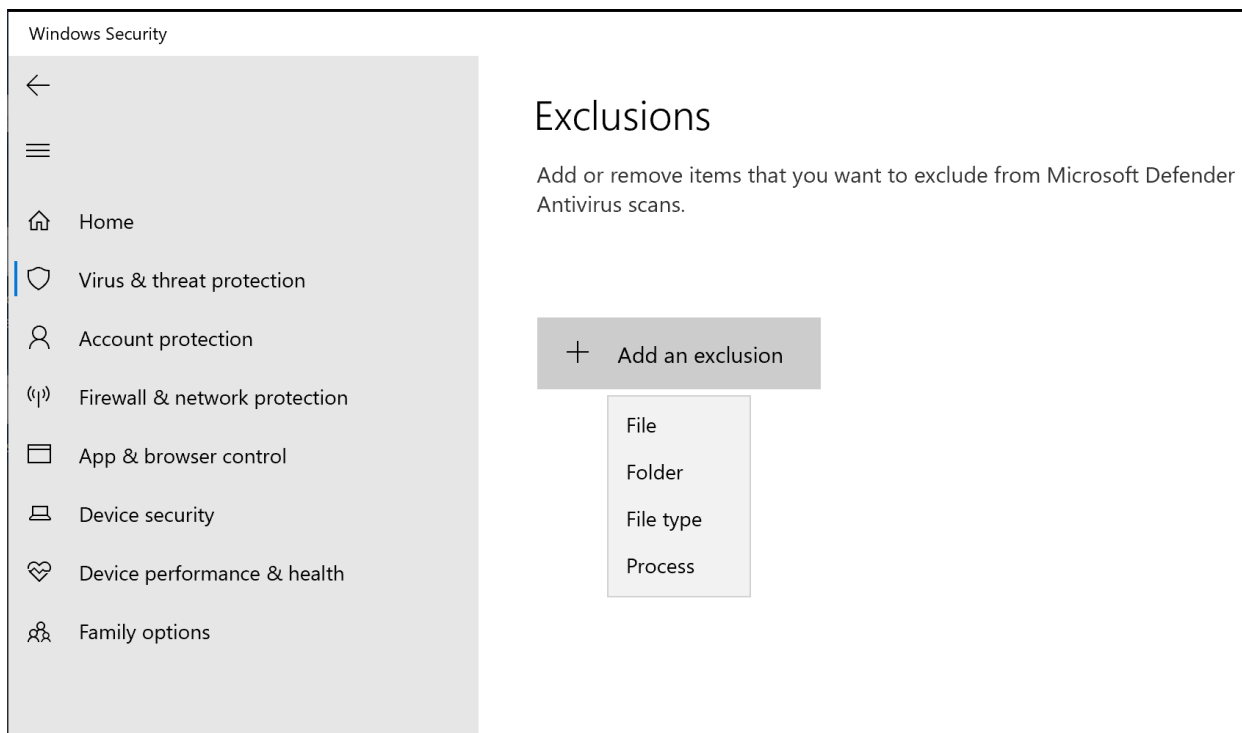 Windows Security
Home
Virus & threat protection
Account protection
Firewall & network protection
App & browser control
Device security
Device performance & health
Family options
Exclusions
Add or remove items that you want to exclude from Microsoft Defender
Antivirus scans.
Add an exclusion
File
Folder
File type
Process